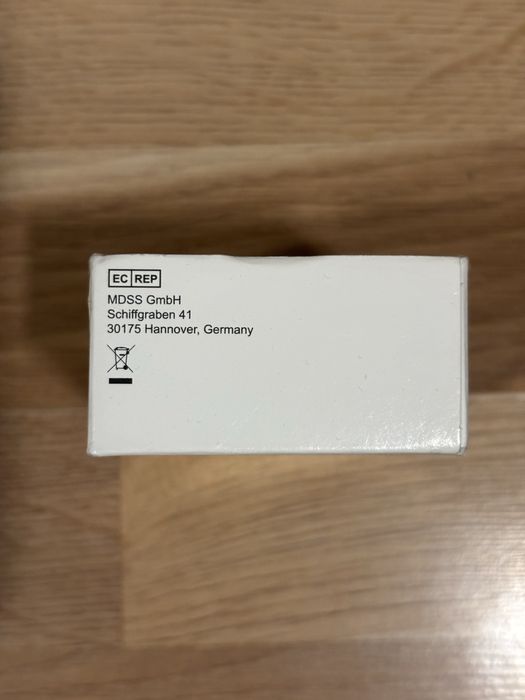 EC REP
MDSS GmbH
Schiffgraben 41
30175 Hannover, Germany